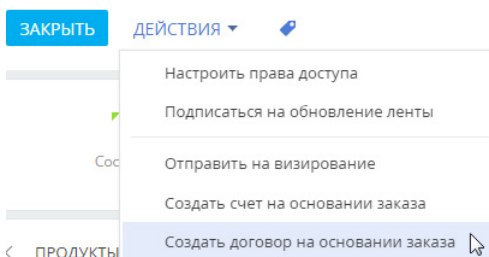 ЗАКРЫТЬ ДЕЙСТВИЯ
Настроить права доступа
Подписаться на обновление ленты
Отправить на визирование
Создать счет на основании заказа
Создать договор на основании заказа
ПРОДУКТЫ